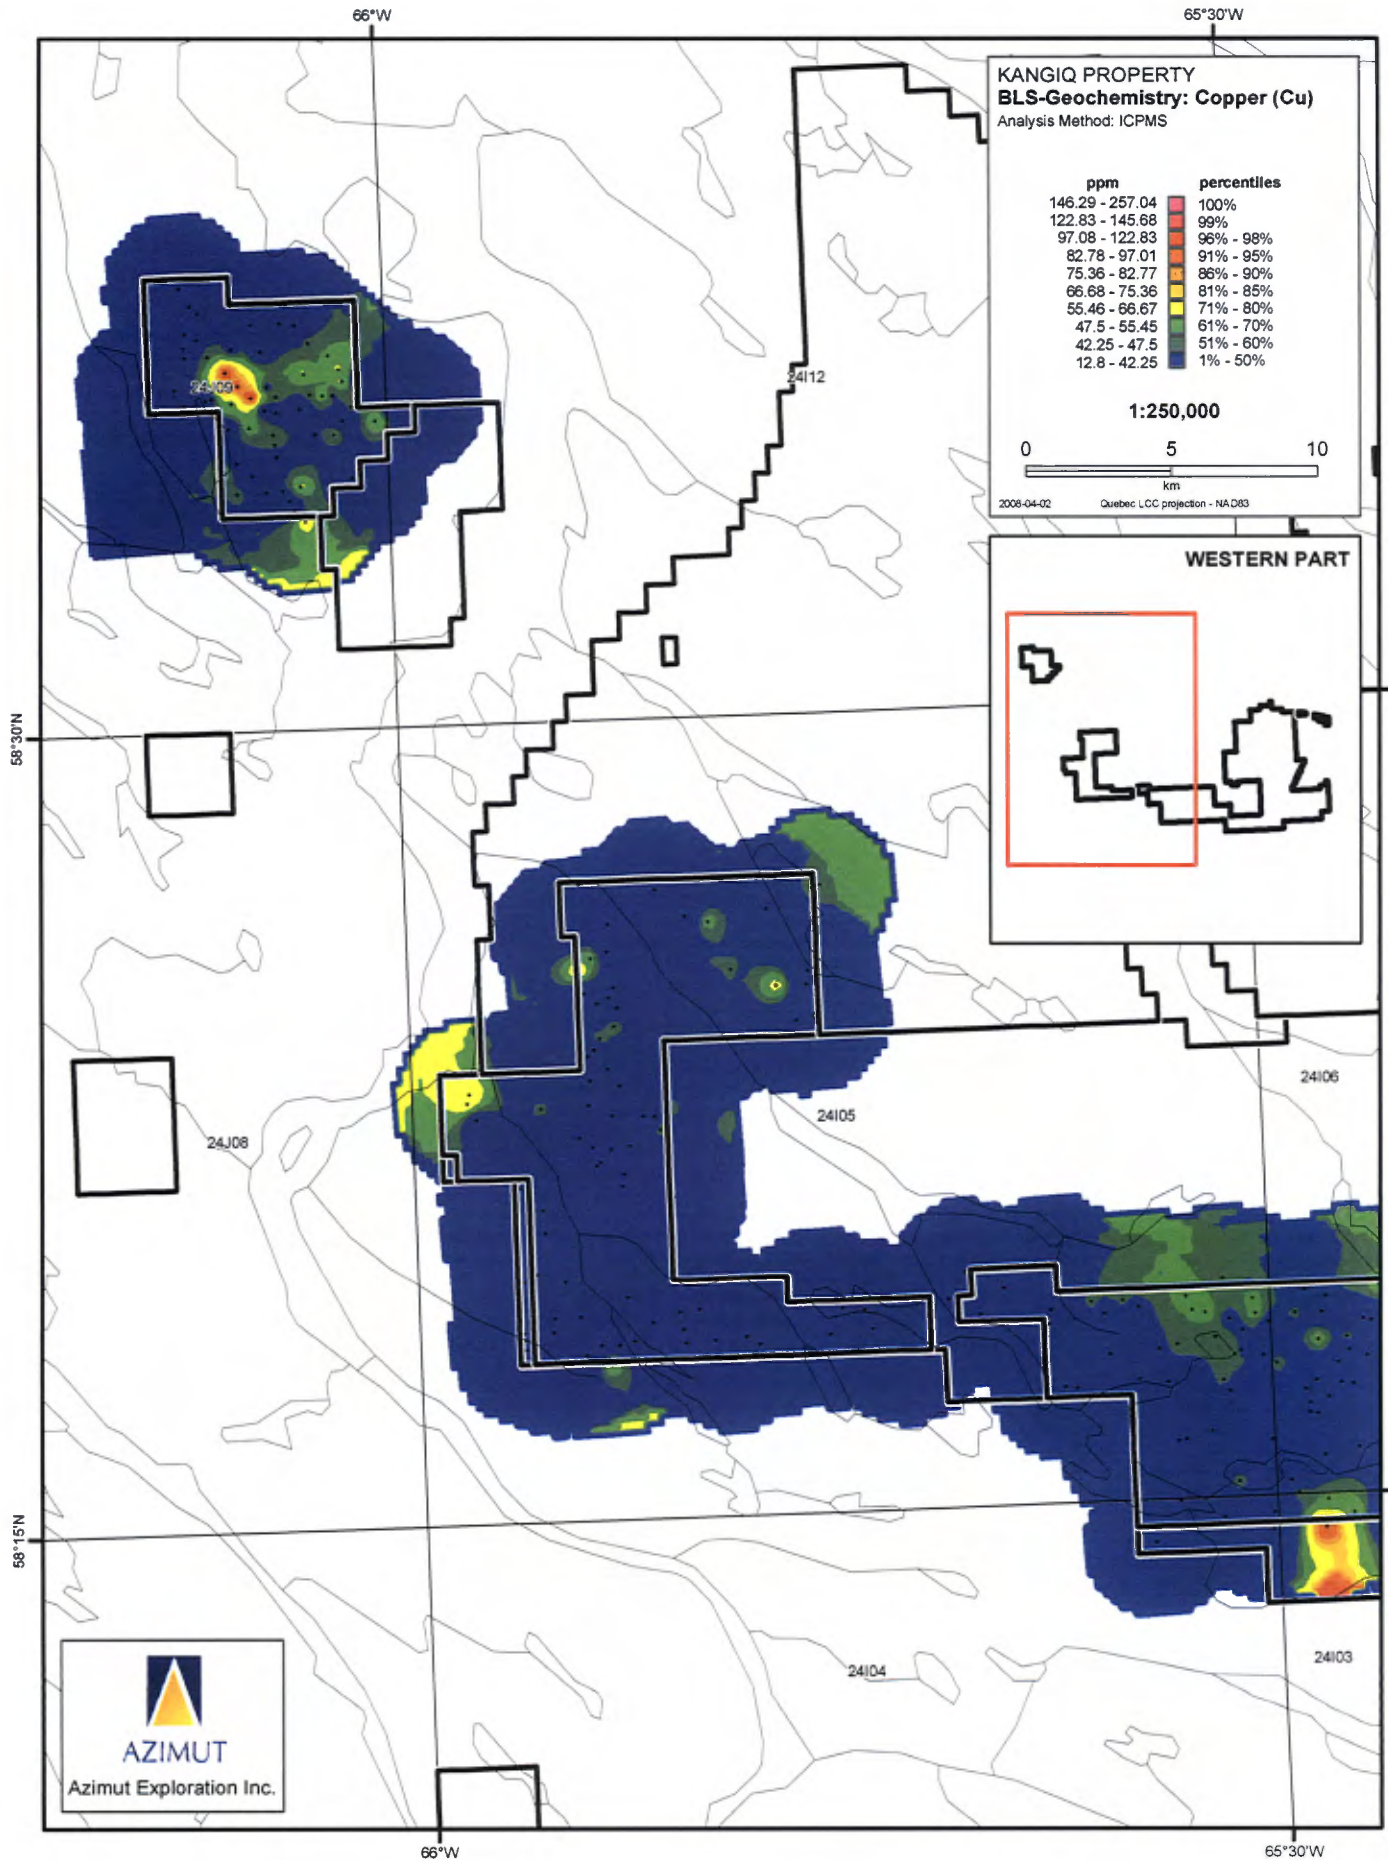 66°W
65°30'W
KANGIQ PROPERTY
BLS-Geochemistry: Copper (Cu)
Analysis Method: ICPMS
ppm percentiles
146.29 - 257.04 100%
122.83 - 145.68 99%
97.08 - 122.83 96% - 98%
82.78 - 97.01 91% - 95%
75.36 - 82.77 86% - 90%
66.68 - 75.36 81% - 85%
55.46 - 66.67 71% - 80%
47.5 - 55.45 61% - 70%
42.25 - 47.5 51% - 60%
12.8 - 42.25 1% - 50%
1:250,000
0 5 10
km
2008-04-02 Quebec LCC projection - NAD83
WESTERN PART
24J09
24I12
58°30'N
24I06
24I05
24J08
58°15'N
24I04
24I03
AZIMUT
Azimut Exploration Inc.
66°W
65°30'W